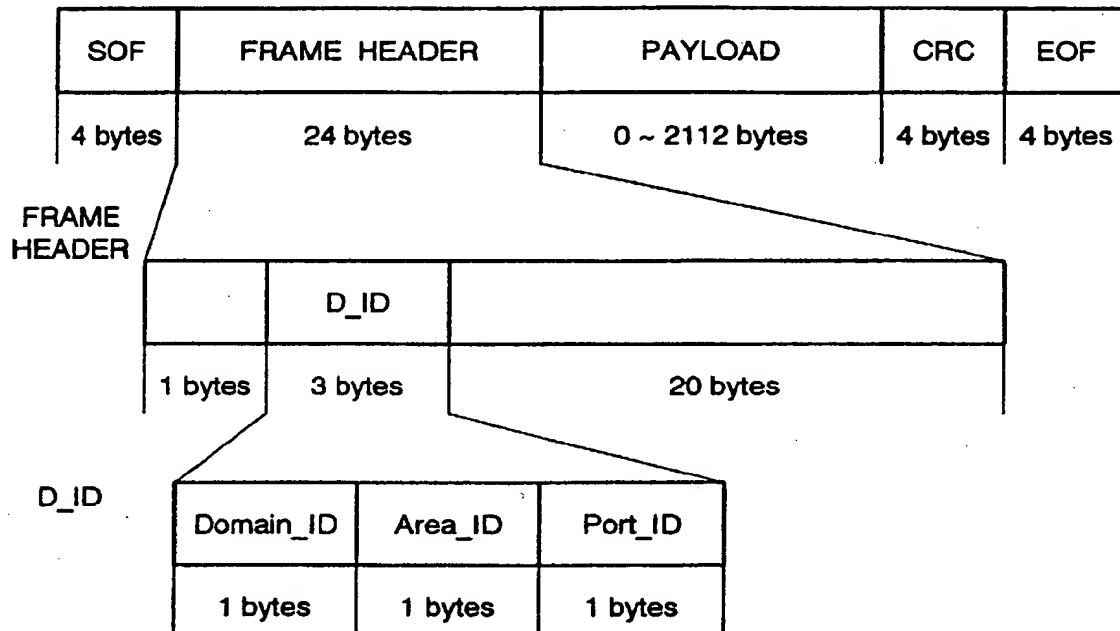 SOF FRAME HEADER PAYLOAD CRC EOF
4 bytes 24 bytes 0 ~ 2112 bytes 4 bytes 4 bytes
FRAME
HEADER
D_ID
1 bytes 3 bytes 20 bytes
D_ID
Domain_ID Area_ID Port_ID
1 bytes 1 bytes 1 bytes